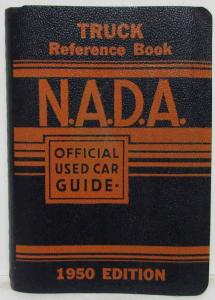 TRUCK
Reference Book
N.A.D.A.
OFFICIAL
USED CAR
GUIDE-
1950 EDITION